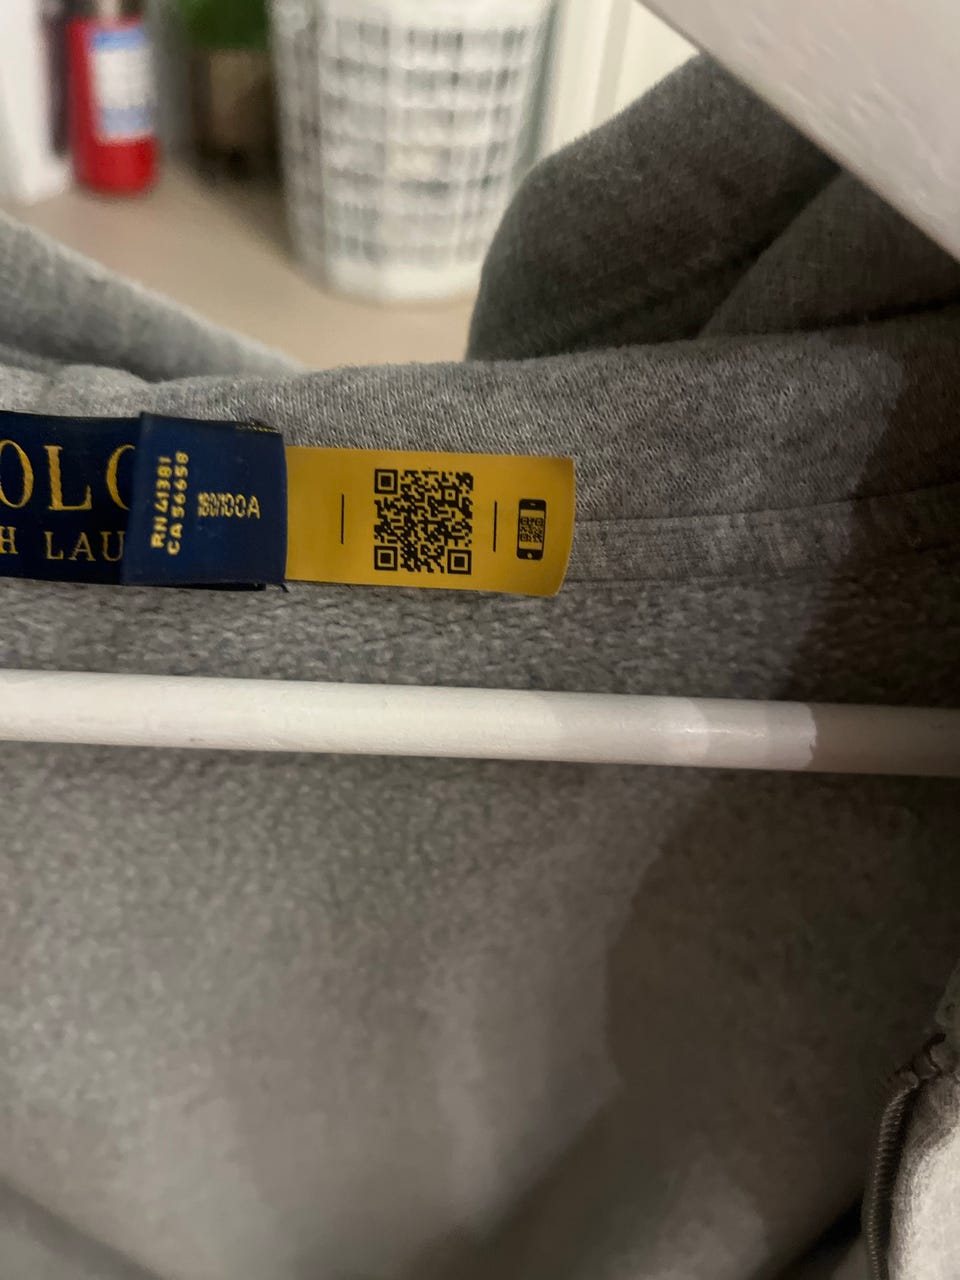 OLO
H LAU
RN 41381
CA 56658
180/100A